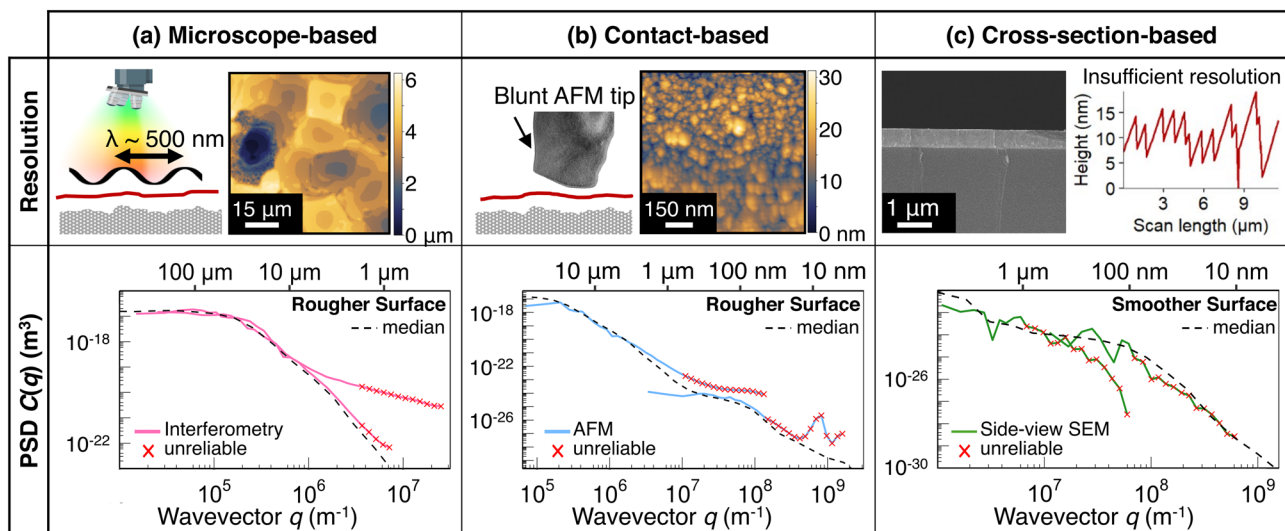 (a) Microscope-based
(b) Contact-based
(c) Cross-section-based
Resolution
λ ~ 500 nm
15 μm
6
4
2
0 μm
Blunt AFM tip
150 nm
30
20
10
0 nm
1 μm
Insufficient resolution
Height (nm)
15
10
5
0
3 6 9
Scan length (μm)
PSD C(q) (m³)
100 μm 10 μm 1 μm
Rougher Surface
median
10⁻¹⁸
10⁻²²
Interferometry
unreliable
10⁵ 10⁶ 10⁷
Wavevector q (m⁻¹)
10 μm 1 μm 100 nm 10 nm
Rougher Surface
median
10⁻¹⁸
10⁻²²
10⁻²⁶
AFM
unreliable
10⁵ 10⁶ 10⁷ 10⁸ 10⁹
Wavevector q (m⁻¹)
1 μm 100 nm 10 nm
Smoother Surface
median
10⁻²⁶
10⁻³⁰
Side-view SEM
unreliable
10⁷ 10⁸ 10⁹
Wavevector q (m⁻¹)